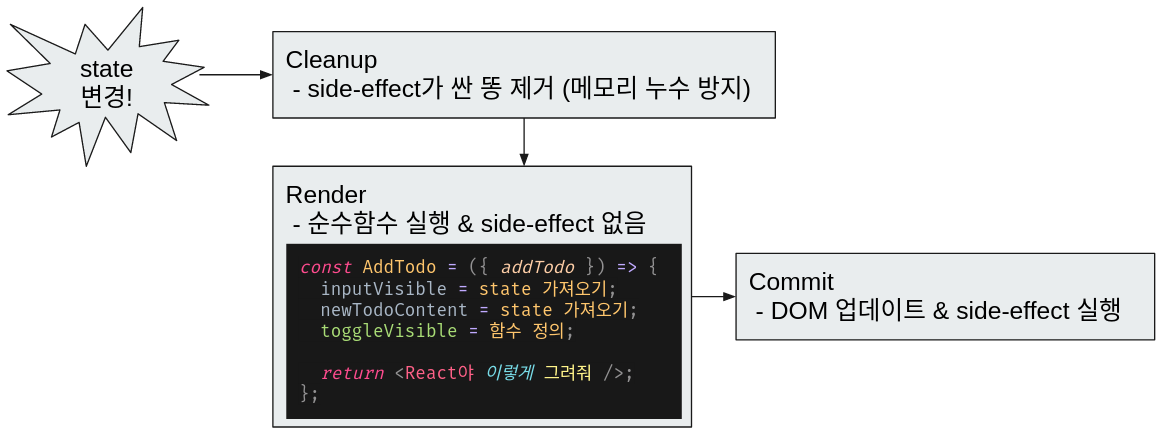 state
변경!
Cleanup
- side-effect가 싼 똥 제거 (메모리 누수 방지)
Render
- 순수함수 실행 & side-effect 없음
const AddTodo = ({ addTodo }) => {
  inputVisible = state 가져오기;
  newTodoContent = state 가져오기;
  toggleVisible = 함수 정의;

  return <React야 이렇게 그려줘 />;
};
Commit
- DOM 업데이트 & side-effect 실행